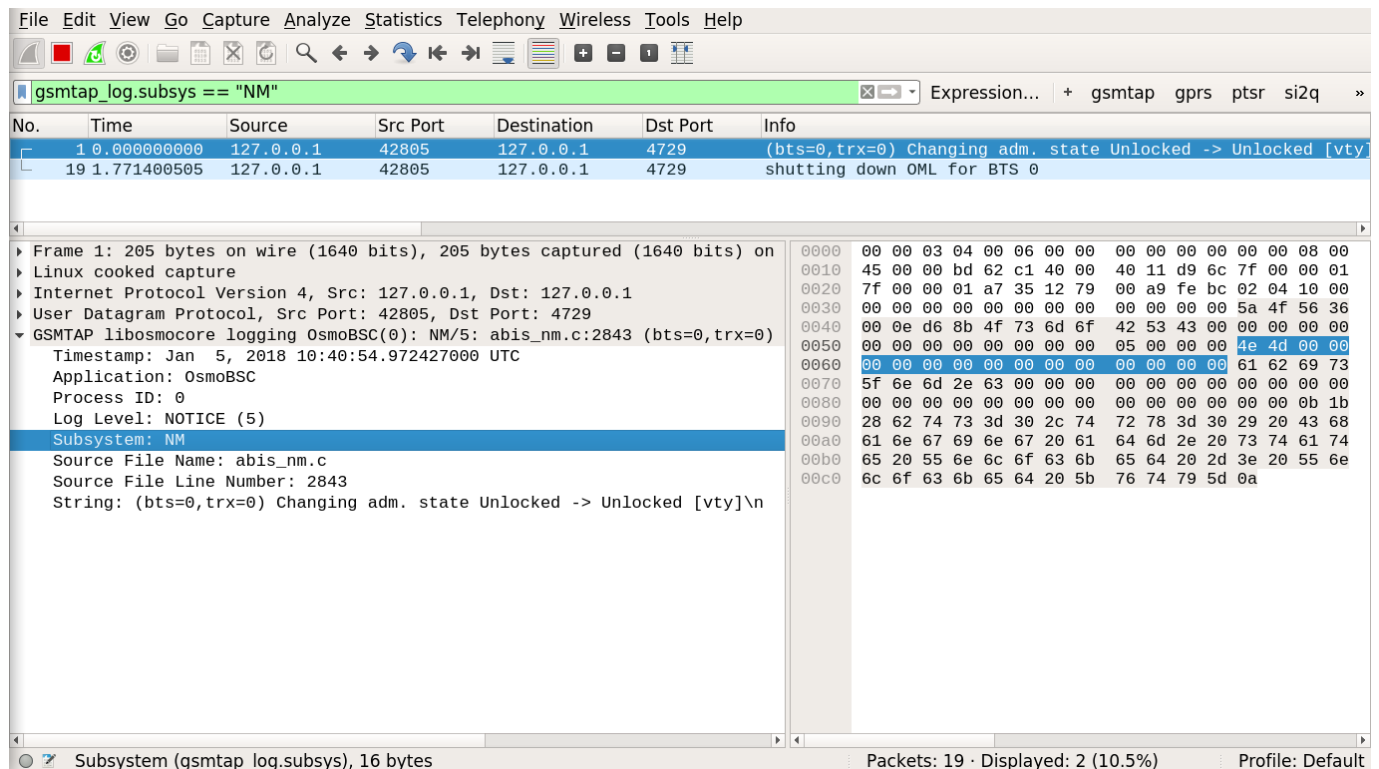 File Edit View Go Capture Analyze Statistics Telephony Wireless Tools Help
gsmtap_log.subsys == "NM" Expression... + gsmtap gprs ptsr si2q »
No. Time Source Src Port Destination Dst Port Info
1 0.000000000 127.0.0.1 42805 127.0.0.1 4729 (bts=0,trx=0) Changing adm. state Unlocked -> Unlocked [vty]
19 1.771400505 127.0.0.1 42805 127.0.0.1 4729 shutting down OML for BTS 0
Frame 1: 205 bytes on wire (1640 bits), 205 bytes captured (1640 bits) on
Linux cooked capture
Internet Protocol Version 4, Src: 127.0.0.1, Dst: 127.0.0.1
User Datagram Protocol, Src Port: 42805, Dst Port: 4729
GSMTAP libosmocore logging OsmoBSC(0): NM/5: abis_nm.c:2843 (bts=0,trx=0)
Timestamp: Jan  5, 2018 10:40:54.972427000 UTC
Application: OsmoBSC
Process ID: 0
Log Level: NOTICE (5)
Subsystem: NM
Source File Name: abis_nm.c
Source File Line Number: 2843
String: (bts=0,trx=0) Changing adm. state Unlocked -> Unlocked [vty]\n
0000 00 00 03 04 00 06 00 00 00 00 00 00 00 00 08 00
0010 45 00 00 bd 62 c1 40 00 40 11 d9 6c 7f 00 00 01
0020 7f 00 00 01 a7 35 12 79 00 a9 fe bc 02 04 10 00
0030 00 00 00 00 00 00 00 00 00 00 00 00 5a 4f 56 36
0040 00 0e d6 8b 4f 73 6d 6f 42 53 43 00 00 00 00 00
0050 00 00 00 00 00 00 00 00 05 00 00 00 4e 4d 00 00
0060 00 00 00 00 00 00 00 00 00 00 00 00 61 62 69 73
0070 5f 6e 6d 2e 63 00 00 00 00 00 00 00 00 00 00 00
0080 00 00 00 00 00 00 00 00 00 00 00 00 00 00 0b 1b
0090 28 62 74 73 3d 30 2c 74 72 78 3d 30 29 20 43 68
00a0 61 6e 67 69 6e 67 20 61 64 6d 2e 20 73 74 61 74
00b0 65 20 55 6e 6c 6f 63 6b 65 64 20 2d 3e 20 55 6e
00c0 6c 6f 63 6b 65 64 20 5b 76 74 79 5d 0a
Subsystem (gsmtap_log.subsys), 16 bytes Packets: 19 · Displayed: 2 (10.5%) Profile: Default